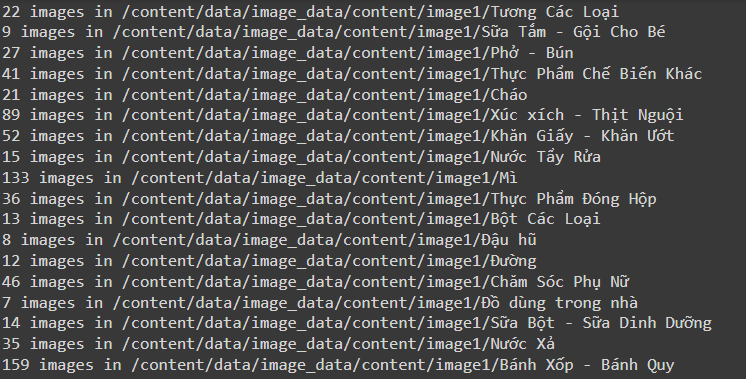 22 images in /content/data/image_data/content/image1/Tương Các Loại
9 images in /content/data/image_data/content/image1/Sữa Tắm - Gội Cho Bé
27 images in /content/data/image_data/content/image1/Phở - Bún
41 images in /content/data/image_data/content/image1/Thực Phẩm Chế Biến Khác
21 images in /content/data/image_data/content/image1/Cháo
89 images in /content/data/image_data/content/image1/Xúc xích - Thịt Nguội
52 images in /content/data/image_data/content/image1/Khăn Giấy - Khăn Ướt
15 images in /content/data/image_data/content/image1/Nước Tẩy Rửa
133 images in /content/data/image_data/content/image1/Mì
36 images in /content/data/image_data/content/image1/Thực Phẩm Đóng Hộp
13 images in /content/data/image_data/content/image1/Bột Các Loại
8 images in /content/data/image_data/content/image1/Đậu hũ
12 images in /content/data/image_data/content/image1/Đường
46 images in /content/data/image_data/content/image1/Chăm Sóc Phụ Nữ
7 images in /content/data/image_data/content/image1/Đồ dùng trong nhà
14 images in /content/data/image_data/content/image1/Sữa Bột - Sữa Dinh Dưỡng
35 images in /content/data/image_data/content/image1/Nước Xả
159 images in /content/data/image_data/content/image1/Bánh Xốp - Bánh Quy